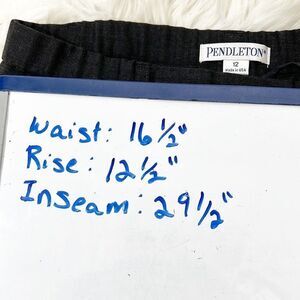 PENDLETON®
12
MADE IN USA
Waist: 16 1/2"
Rise: 12 1/2"
Inseam: 29 1/2"